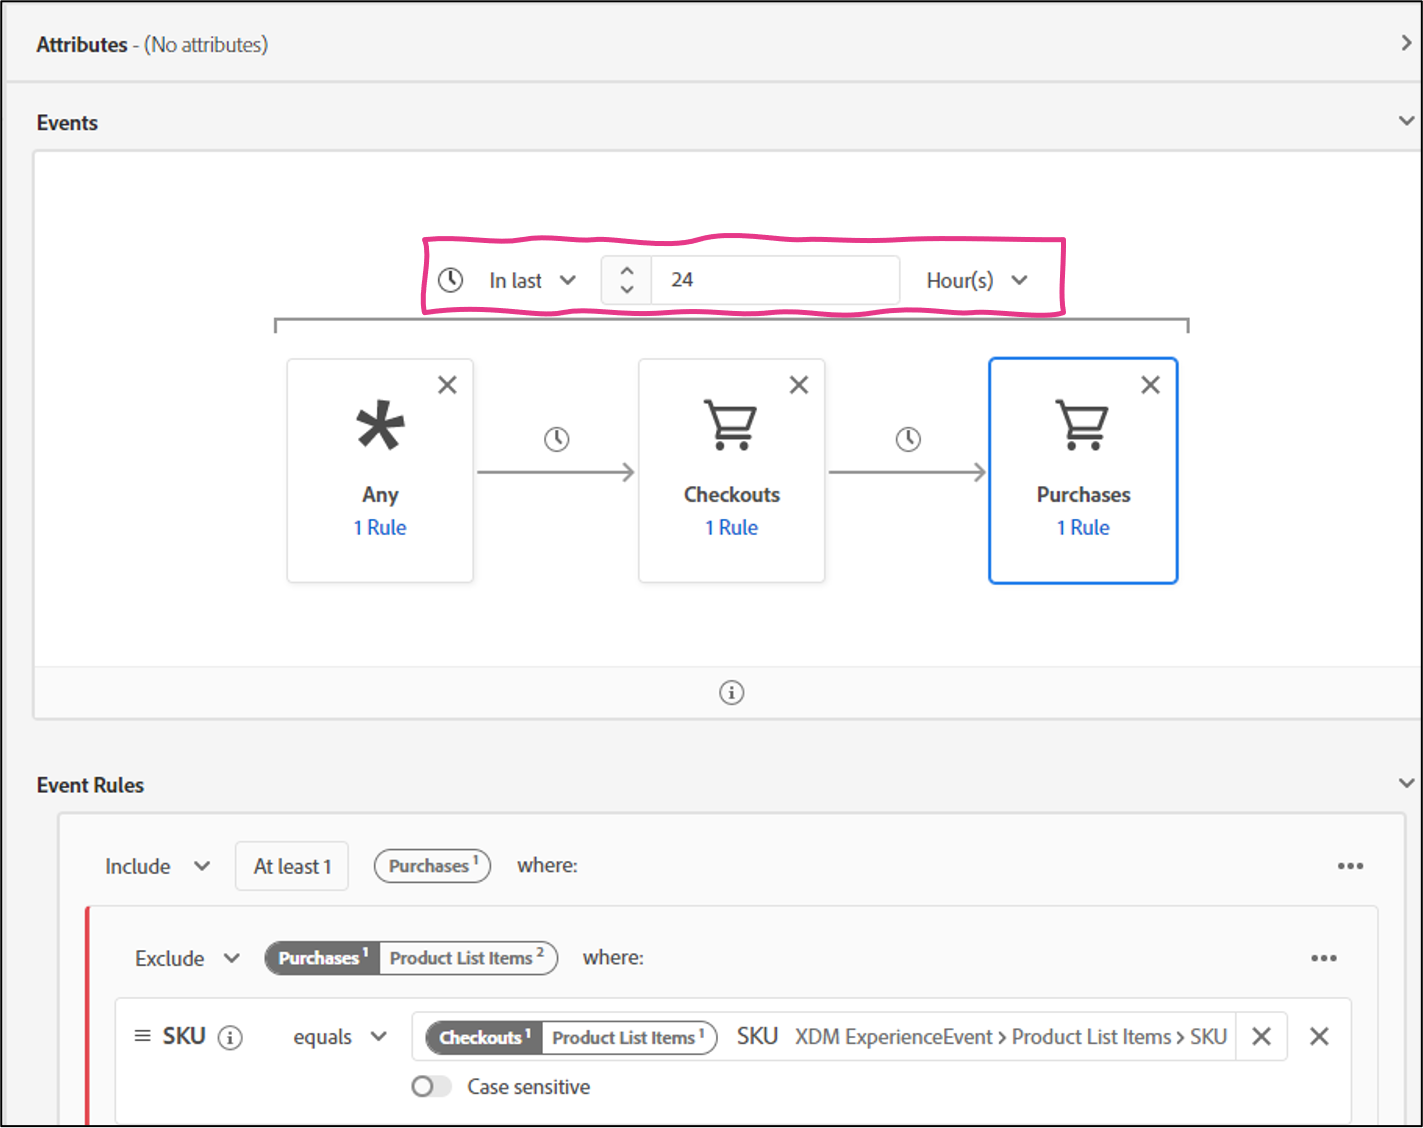 Attributes - (No attributes)
Events
In last 24 Hour(s)
Any Checkouts Purchases
1 Rule 1 Rule 1 Rule
Event Rules
Include At least 1 Purchases 1 where:
Exclude Purchases 1 Product List Items 2 where:
SKU equals Checkouts 1 Product List Items 1 SKU XDM ExperienceEvent > Product List Items > SKU
Case sensitive